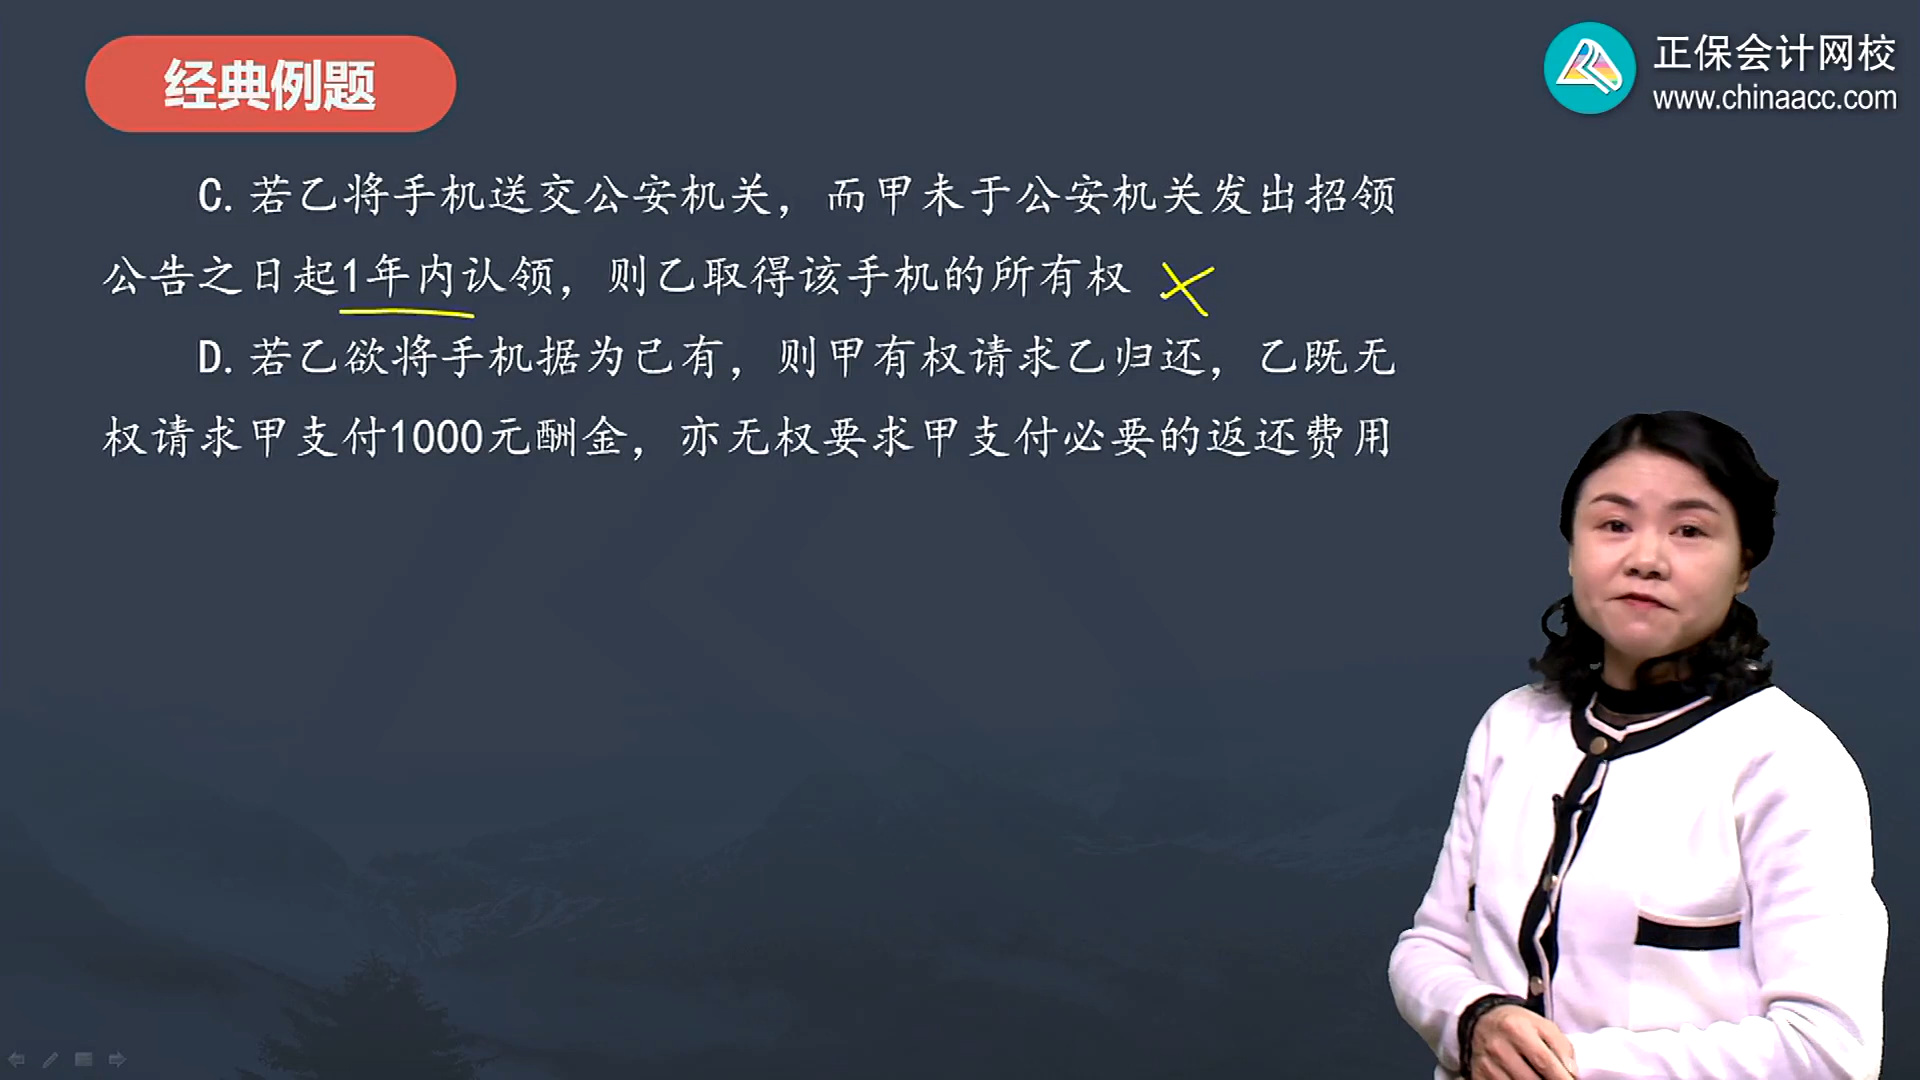 经典例题
正保会计网校
www.chinaacc.com
C.若乙将手机送交公安机关，而甲未于公安机关发出招领
公告之日起1年内认领，则乙取得该手机的所有权
D.若乙欲将手机据为己有，则甲有权请求乙归还，乙既无
权请求甲支付1000元酬金，亦无权要求甲支付必要的返还费用